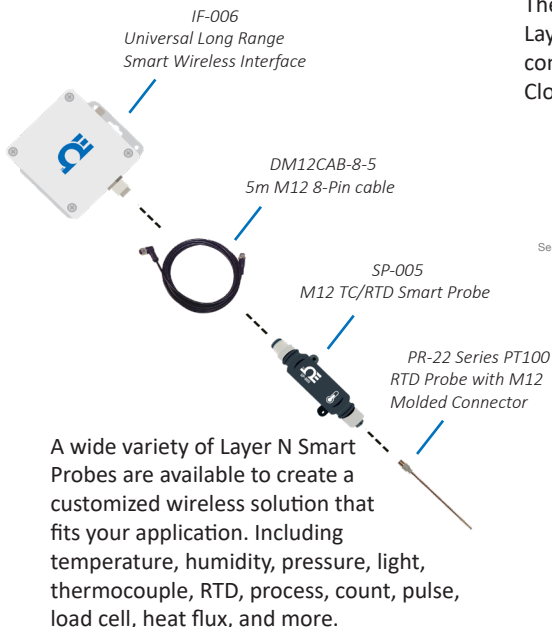 IF-006
Universal Long Range
Smart Wireless Interface
The
Lay
DM12CAB-8-5
5m M12 8-Pin cable
Se
SP-005
M12 TC/RTD Smart Probe
PR-22 Series PT100
RTD Probe with M12
Molded Connector
A wide variety of Layer N Smart
Probes are available to create a
customized wireless solution that
fits your application. Including
temperature, humidity, pressure, light,
thermocouple, RTD, process, count, pulse,
load cell, heat flux, and more.